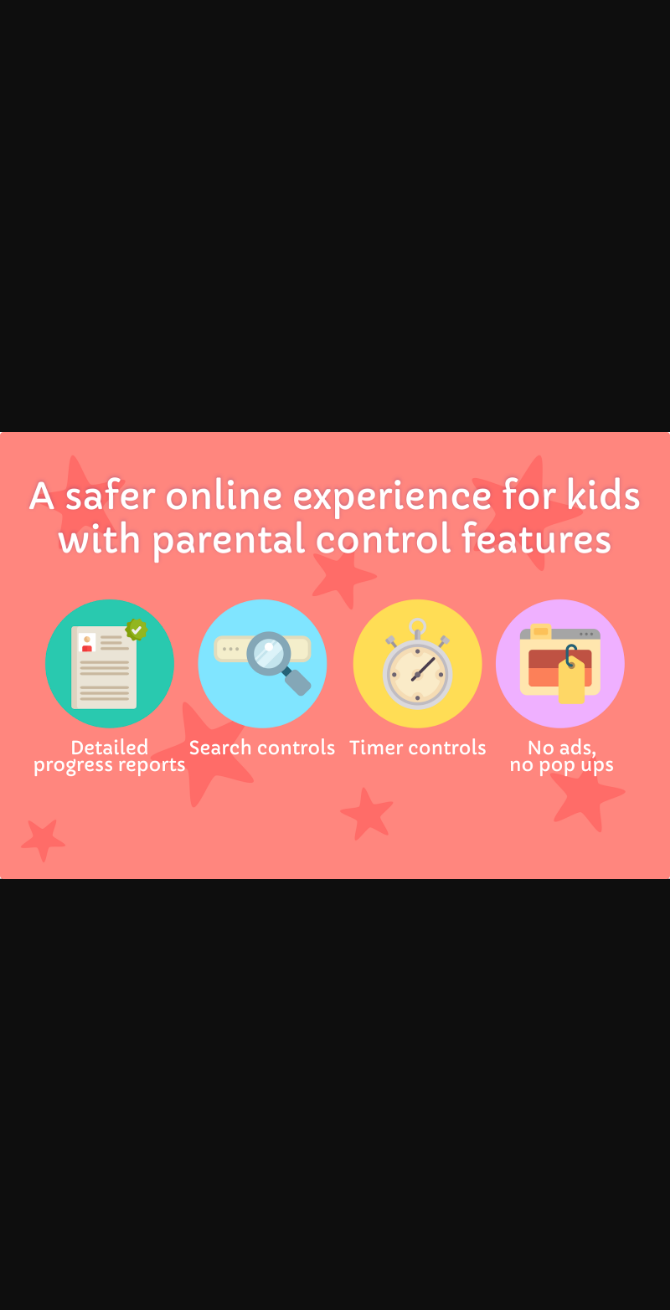 A safer online experience for kids
with parental control features
Detailed
progress reports
Search controls
Timer controls
No ads,
no pop ups